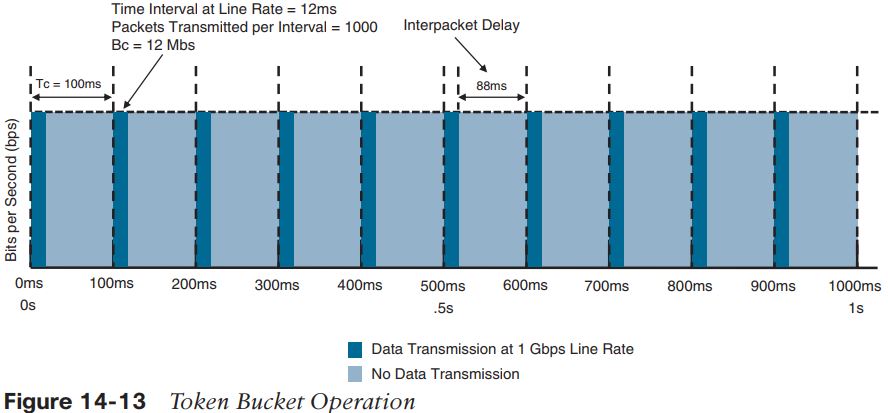 Time Interval at Line Rate = 12ms
Packets Transmitted per Interval = 1000
Bc = 12 Mbs
Interpacket Delay
Tc = 100ms
88ms
Bits per Second (bps)
0ms 100ms 200ms 300ms 400ms 500ms 600ms 700ms 800ms 900ms 1000ms
0s .5s 1s
Data Transmission at 1 Gbps Line Rate
No Data Transmission
Figure 14-13 Token Bucket Operation